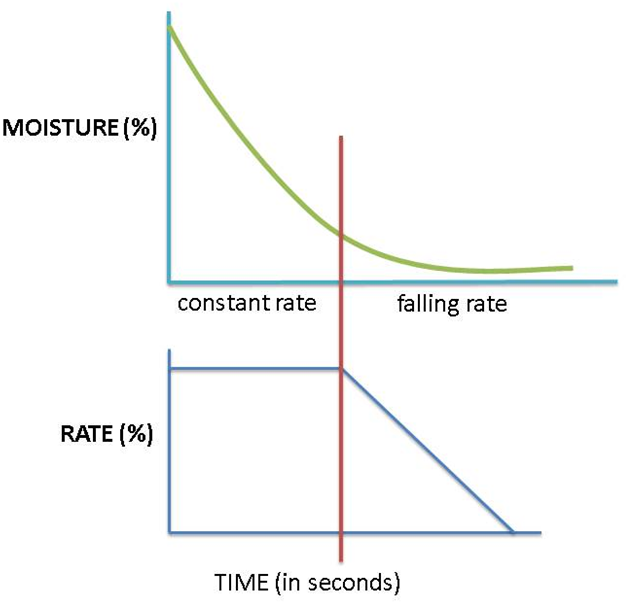 MOISTURE (%)
constant rate
falling rate
RATE (%)
TIME (in seconds)